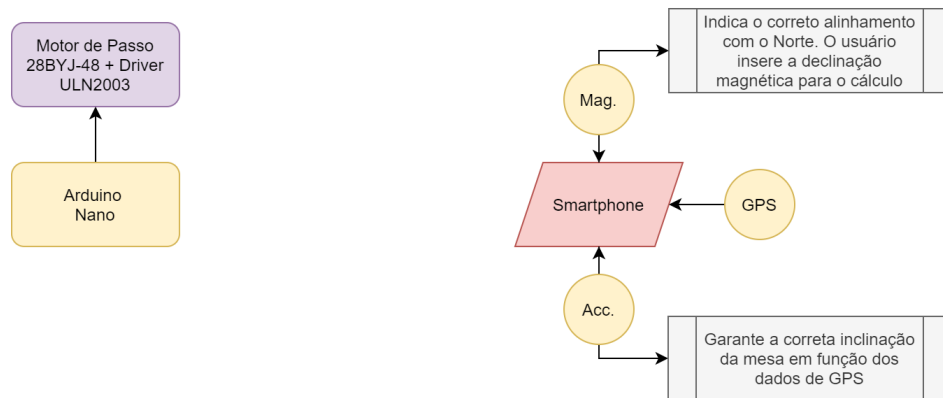 Motor de Passo
28BYJ-48 + Driver
ULN2003
Arduino
Nano
Indica o correto alinhamento
com o Norte. O usuário
insere a declinação
magnética para o cálculo
Mag.
Smartphone
GPS
Acc.
Garante a correta inclinação
da mesa em função dos
dados de GPS